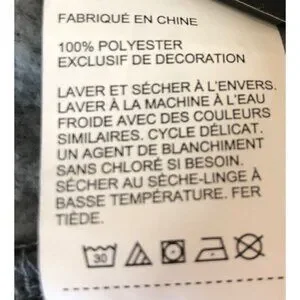 FABRIQUÉ EN CHINE
100% POLYESTER
EXCLUSIF DE DECORATION
LAVER ET SÉCHER À L'ENVERS.
LAVER À LA MACHINE À L'EAU
FROIDE AVEC DES COULEURS
SIMILAIRES. CYCLE DÉLICAT.
UN AGENT DE BLANCHIMENT
SANS CHLORÉ SI BESOIN.
SÉCHER AU SÈCHE-LINGE À
BASSE TEMPÉRATURE. FER
TIÈDE.
30